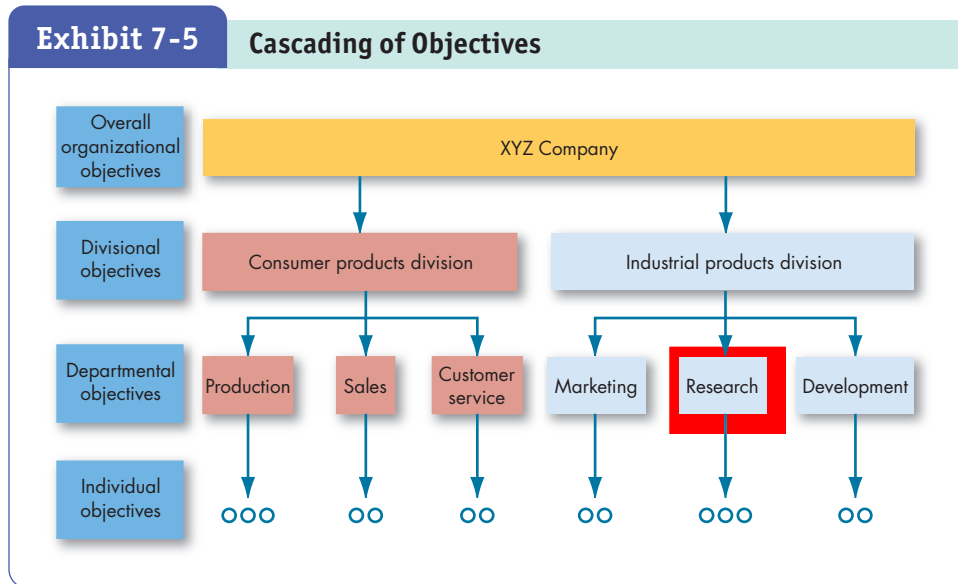 Exhibit 7-5
Cascading of Objectives
Overall
organizational
objectives
XYZ Company
Divisional
objectives
Consumer products division
Industrial products division
Departmental
objectives
Production
Sales
Customer
service
Marketing
Research
Development
Individual
objectives